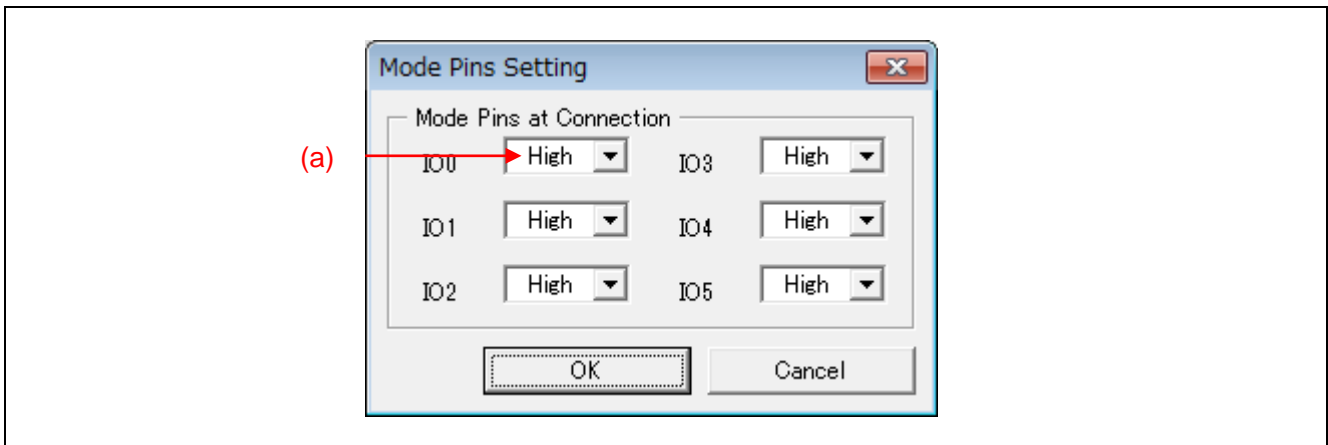 Mode Pins Setting
Mode Pins at Connection
(a) IO0 High IO3 High
IO1 High IO4 High
IO2 High IO5 High
OK Cancel